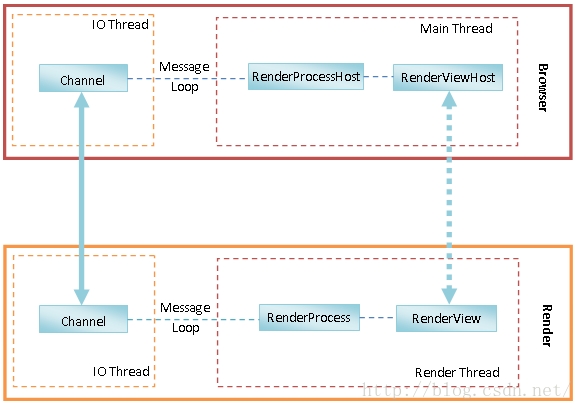 IO Thread
Main Thread
Channel
Message
Loop
RenderProcessHost
RenderViewHost
Browser
Channel
Message
Loop
RenderProcess
RenderView
Render
IO Thread
Render Thread
http://blog.csdn.net/